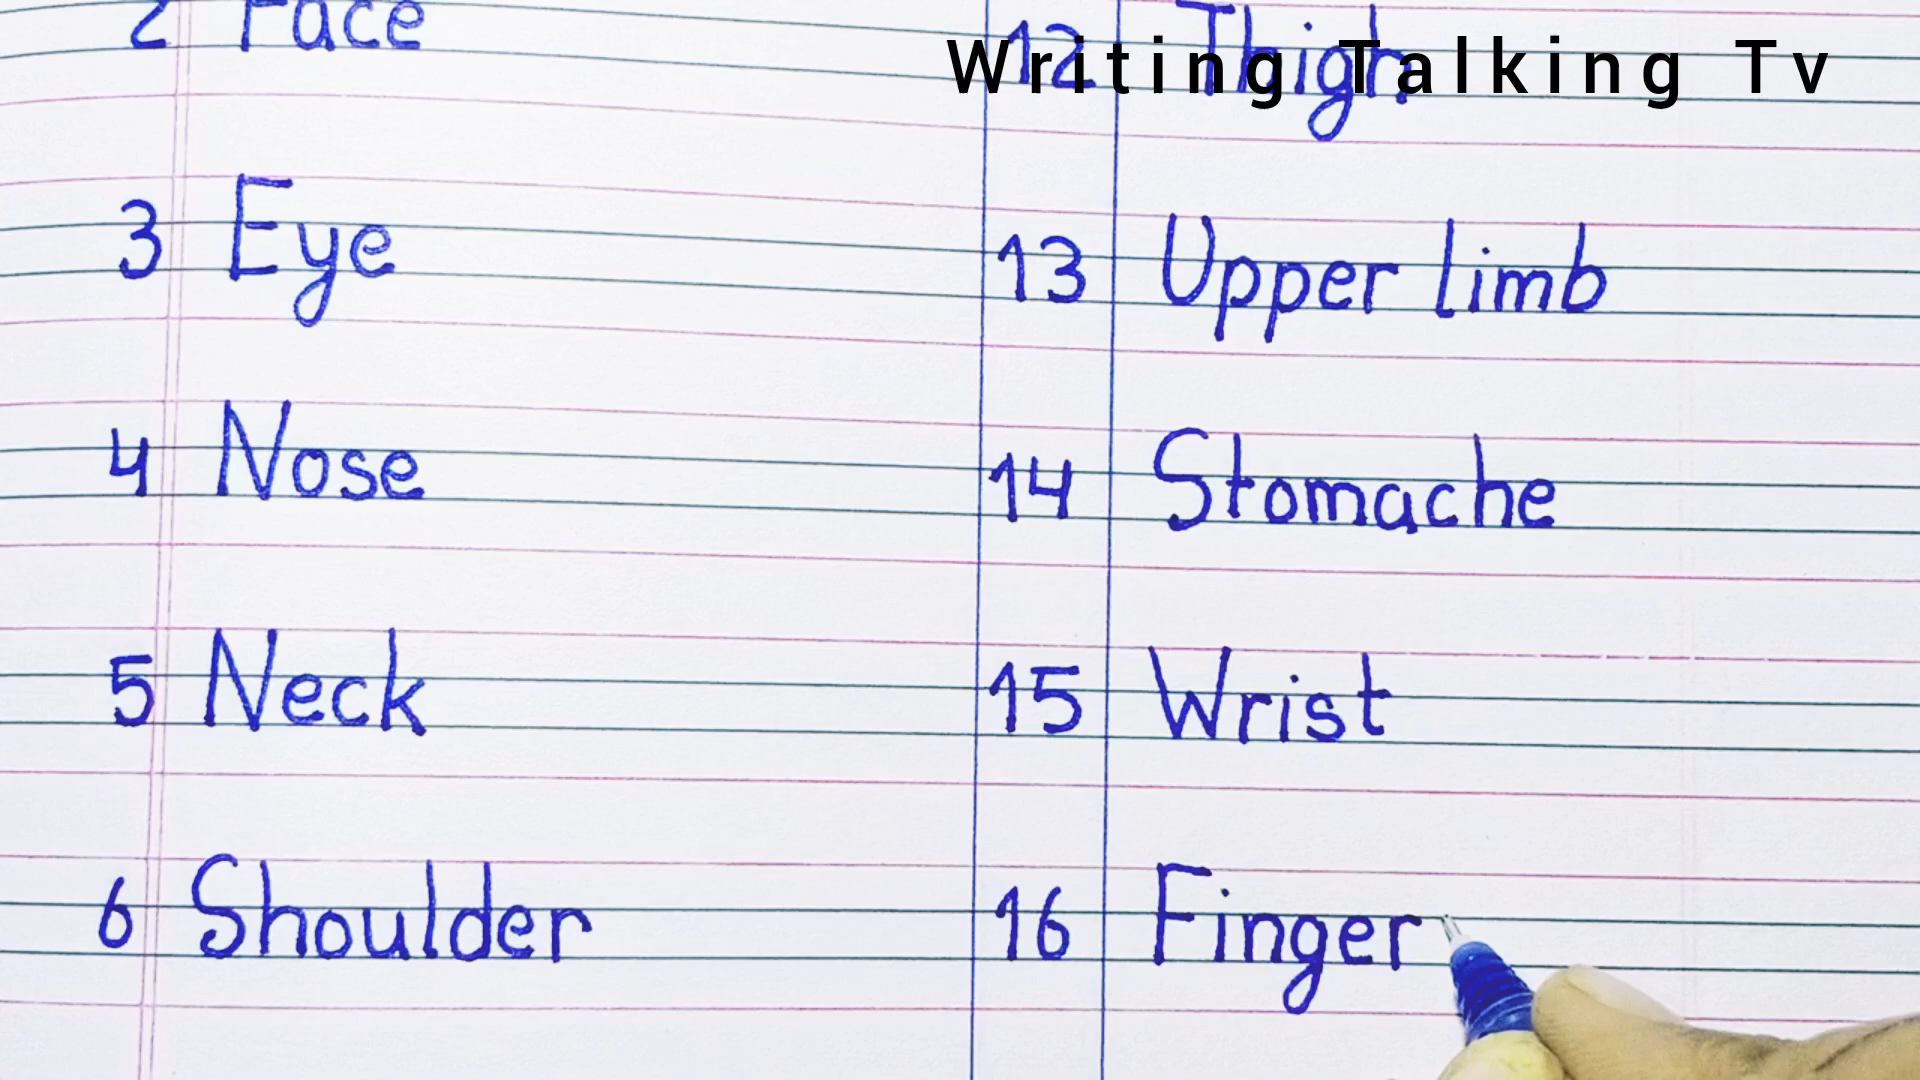 2 Face
3 Eye
4 Nose
5 Neck
6 Shoulder
Writing Talking Tv
12 Thigh
13 Upper limb
14 Stomache
15 Wrist
16 Finger